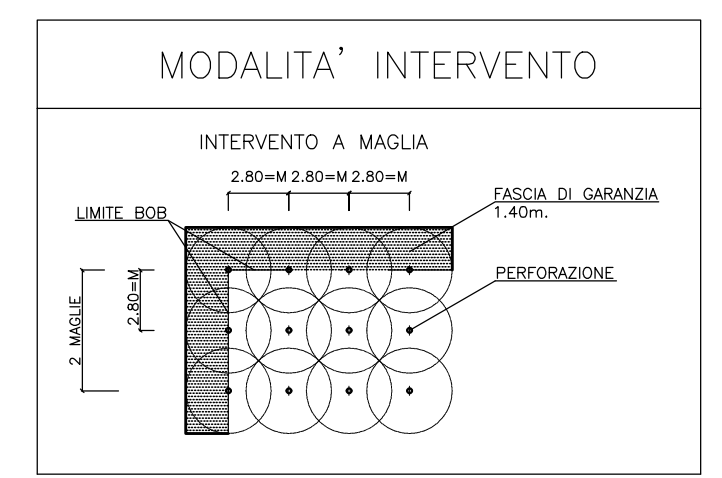 MODALITA' INTERVENTO
INTERVENTO A MAGLIA
2.80=M 2.80=M 2.80=M
FASCIA DI GARANZIA
1.40m.
LIMITE BOB
PERFORAZIONE
2.80=M
2 MAGLIE